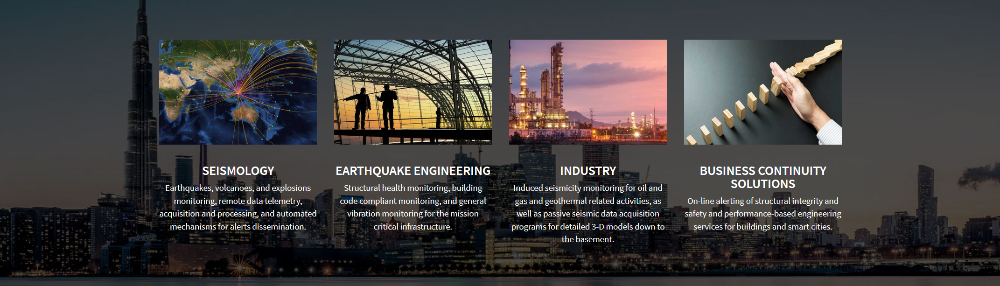 SEISMOLOGY
Earthquakes, volcanoes, and explosions
monitoring, remote data telemetry,
acquisition and processing, and automated
mechanisms for alerts dissemination.
EARTHQUAKE ENGINEERING
Structural health monitoring, building
code compliant monitoring, and general
vibration monitoring for the mission
critical infrastructure.
INDUSTRY
Induced seismicity monitoring for oil and
gas and geothermal related activities, as
well as passive seismic data acquisition
programs for detailed 3-D models down to
the basement.
BUSINESS CONTINUITY
SOLUTIONS
On-line alerting of structural integrity and
safety and performance-based engineering
services for buildings and smart cities.